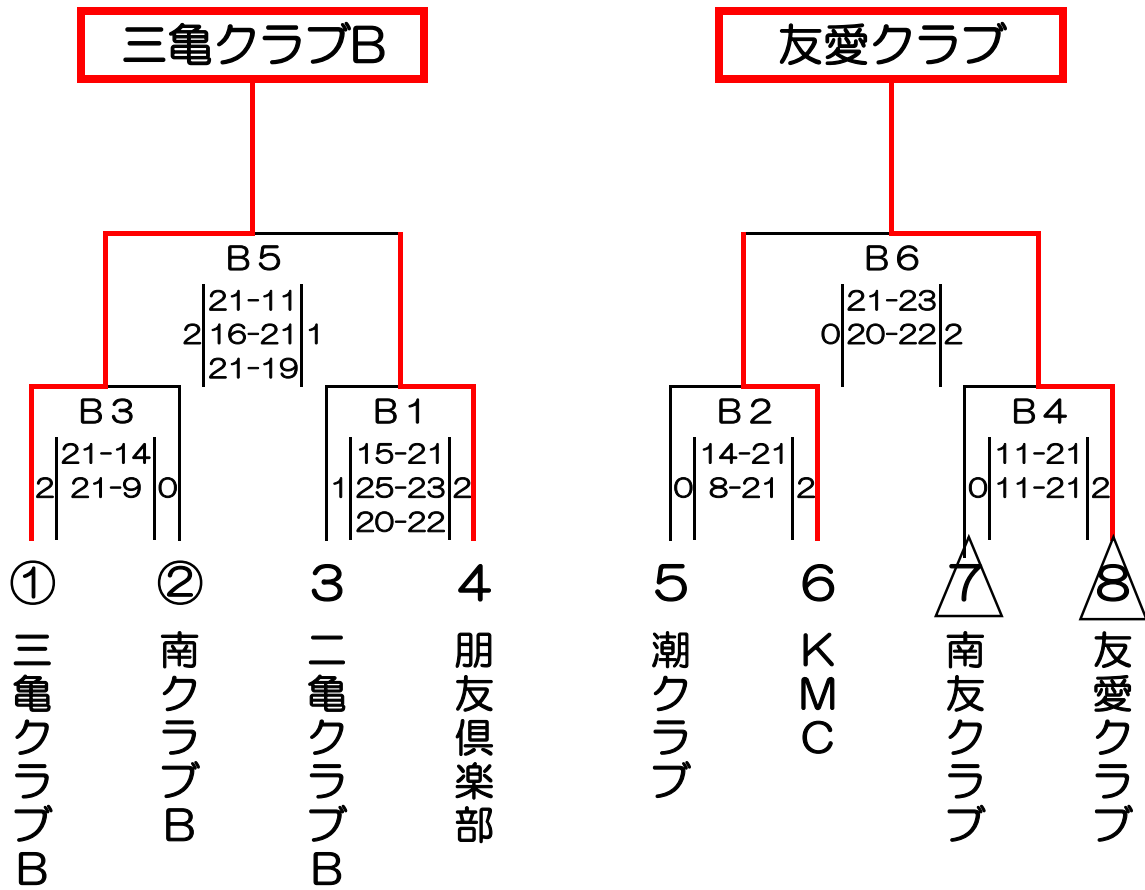 三亀クラブB
友愛クラブ
B5
21-11
2 16-21 1
21-19
B6
21-23
0 20-22 2
B3
21-14
2 21-9 0
B1
15-21
1 25-23 2
20-22
B2
14-21
0 8-21 2
B4
11-21
0 11-21 2
① ② 3 4 5 6 7 8
三亀クラブB
南クラブB
二亀クラブB
朋友倶楽部
潮クラブ
KMC
南友クラブ
友愛クラブ